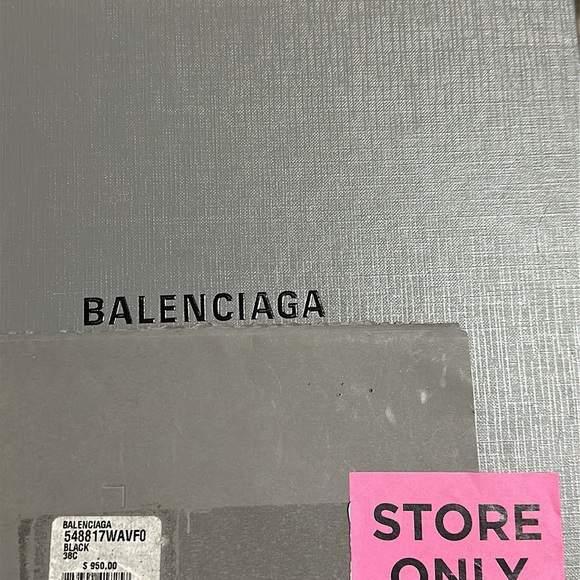 BALENCIAGA
BALENCIAGA
548817WAVF0
BLACK
38C
$ 950.00
STORE
ONLY